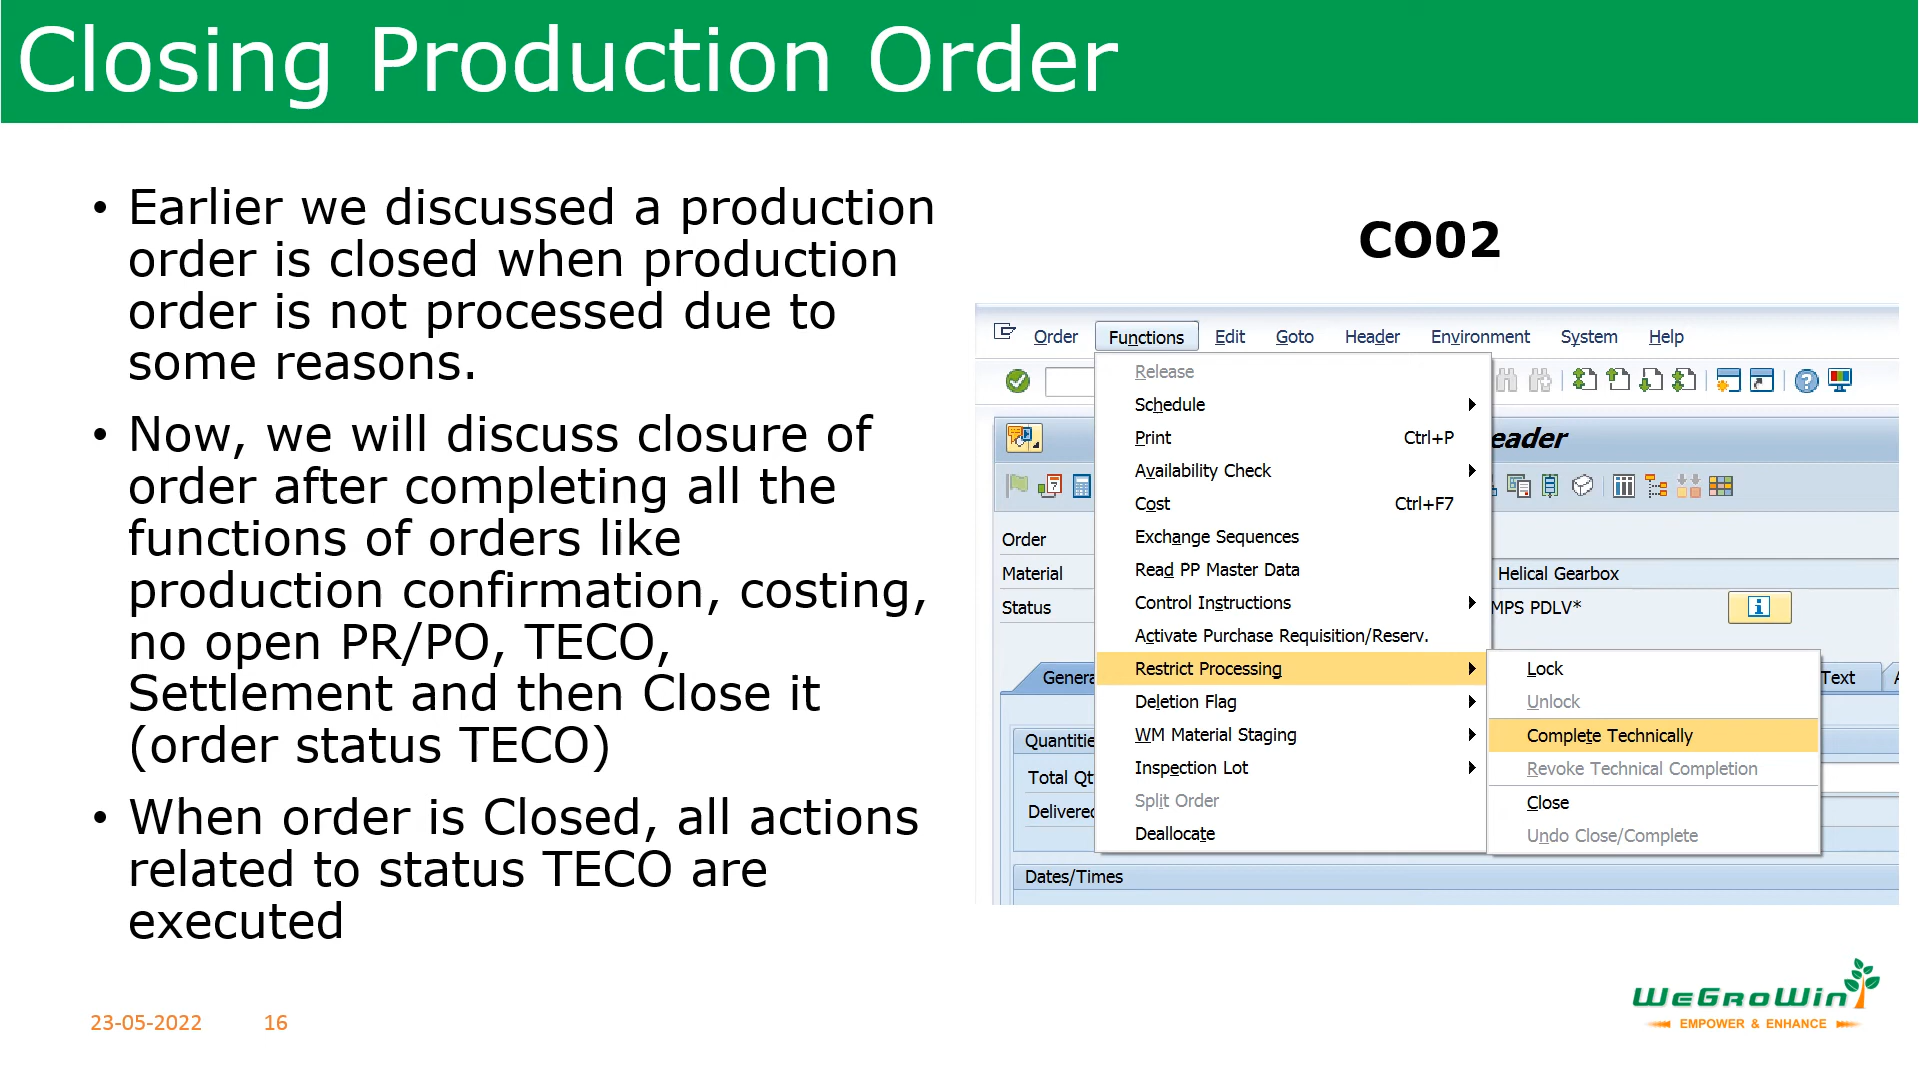 Closing Production Order
• Earlier we discussed a production
order is closed when production
order is not processed due to
some reasons.
• Now, we will discuss closure of
order after completing all the
functions of orders like
production confirmation, costing,
no open PR/PO, TECO,
Settlement and then Close it
(order status TECO)
• When order is Closed, all actions
related to status TECO are
executed
CO02
Order Functions Edit Goto Header Environment System Help
Release
Schedule
Print Ctrl+P
Availability Check
Cost Ctrl+F7
Exchange Sequences
Read PP Master Data
Control Instructions
Activate Purchase Requisition/Reserv.
Restrict Processing
Deletion Flag
WM Material Staging
Inspection Lot
Split Order
Deallocate
eader
Order
Material Helical Gearbox
Status MPS PDLV*
Genera Text
Lock
Unlock
Complete Technically
Revoke Technical Completion
Close
Undo Close/Complete
Quantitie
Total Qt
Delivered
Dates/Times
WeGroWin
EMPOWER & ENHANCE
23-05-2022 16